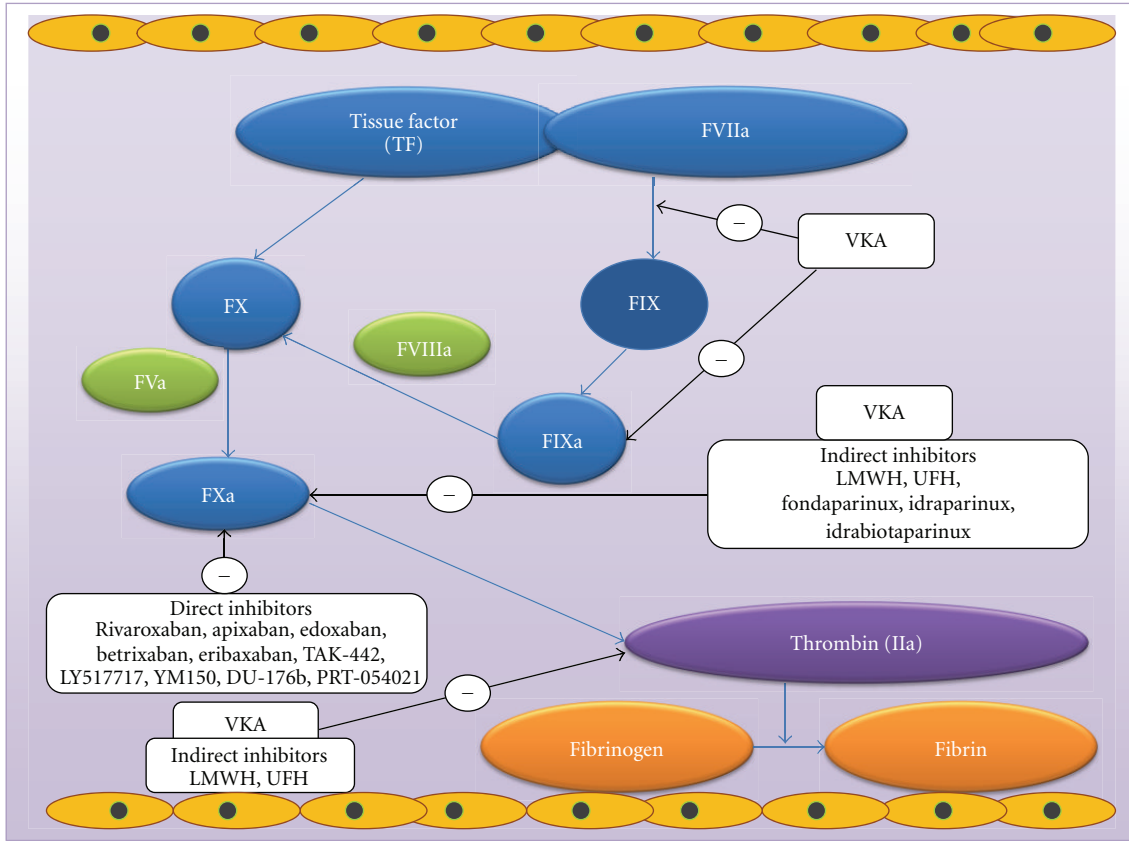 Tissue factor
(TF)
FVIIa
−
VKA
FX
FIX
FVIIIa
−
FVa
VKA
FIXa
Indirect inhibitors
LMWH, UFH,
fondaparinux, idraparinux,
idrabiotaparinux
FXa
−
−
Direct inhibitors
Rivaroxaban, apixaban, edoxaban,
betrixaban, eribaxaban, TAK-442,
LY517717, YM150, DU-176b, PRT-054021
Thrombin (IIa)
−
VKA
Indirect inhibitors
LMWH, UFH
Fibrinogen
Fibrin